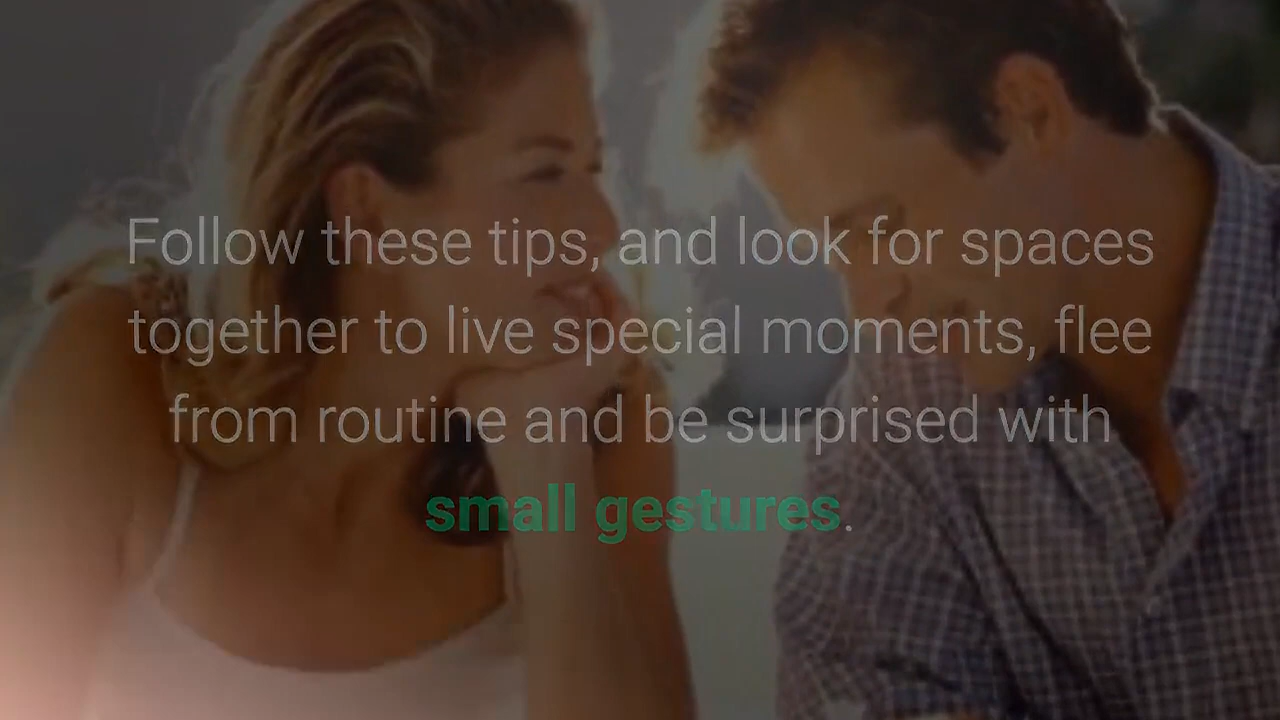 Follow these tips, and look for spaces
together to live special moments, flee
from routine and be surprised with
small gestures.